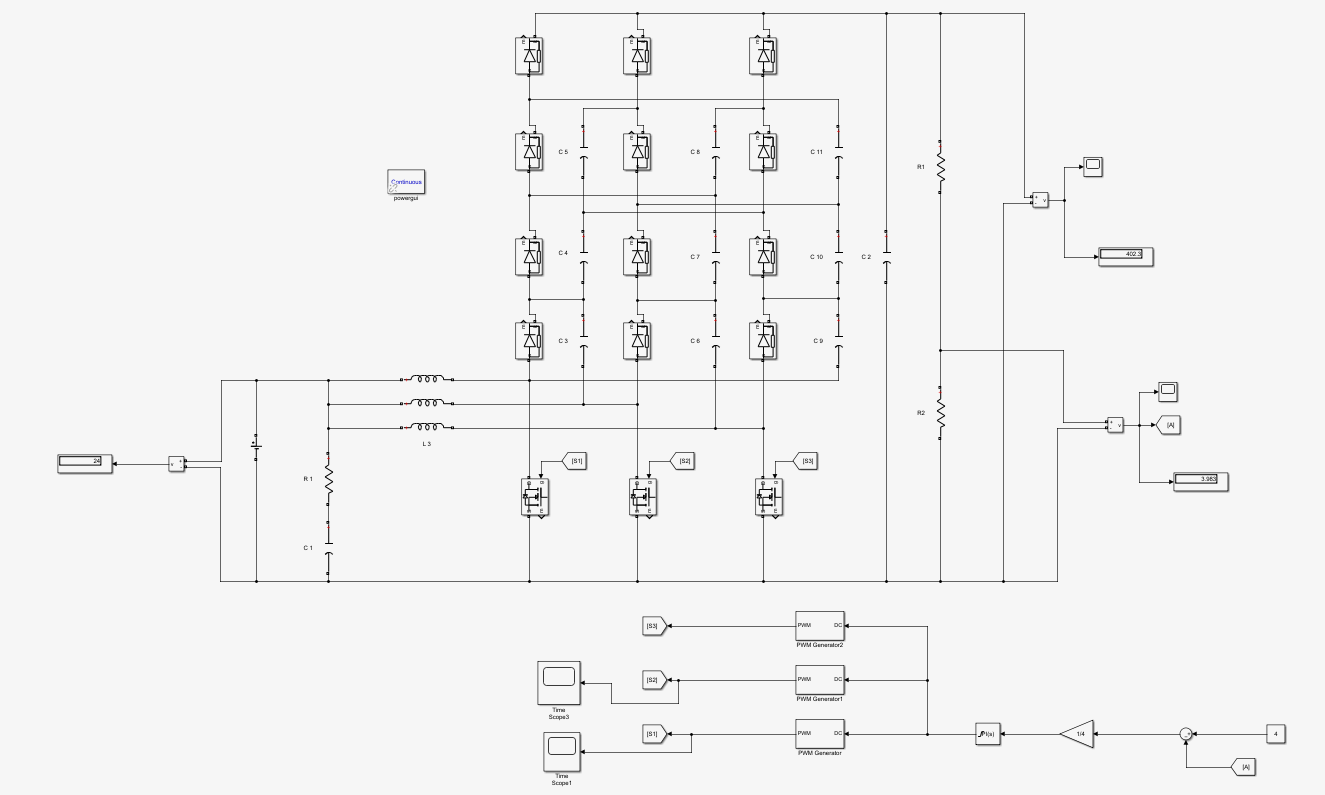 R1
C 5
C 8
C 11
Continuous
powergui
402.3
C 4
C 7
C 10
C 2
C 3
C 6
C 9
R2
[A]
L 3
24
[S1]
[S2]
[S3]
3.983
R 1
C 1
[S3]
PWM
DC
PWM Generator2
[S2]
PWM
DC
PWM Generator1
Time
Scope3
[S1]
PWM
DC
PWM Generator
PI(s)
1/4
4
[A]
Time
Scope1